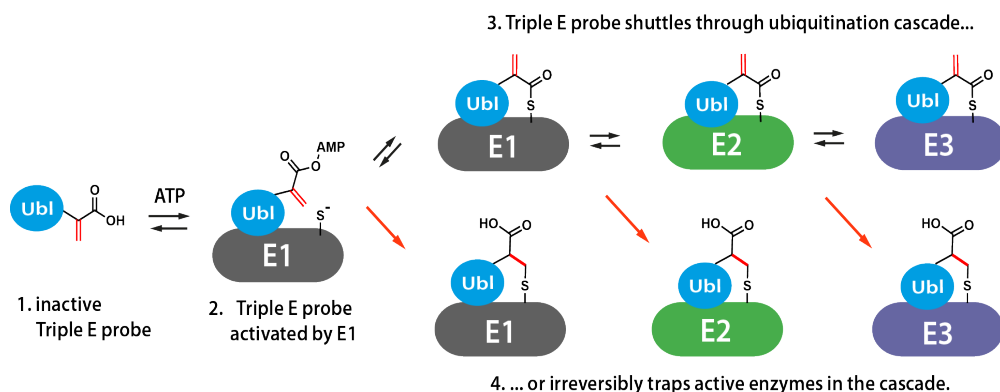 3. Triple E probe shuttles through ubiquitination cascade...
O
S
Ubl
E1
O
S
Ubl
E2
O
S
Ubl
E3
AMP
O
O
Ubl
S-
E1
ATP
O
OH
Ubl
HO
O
S
Ubl
E1
HO
O
S
Ubl
E2
HO
O
S
Ubl
E3
1. inactive
Triple E probe
2. Triple E probe
activated by E1
4. ... or irreversibly traps active enzymes in the cascade.